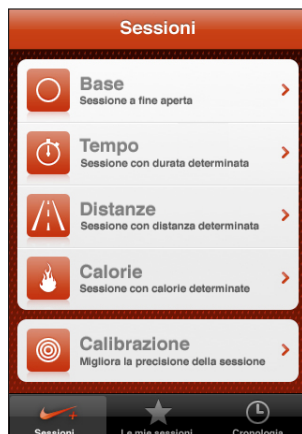 Sessioni
Base
Sessione a fine aperta
Tempo
Sessione con durata determinata
Distanze
Sessione con distanza determinata
Calorie
Sessione con calorie determinate
Calibrazione
Migliora la precisione della sessione
Sessioni Le mie sessioni Cronologia